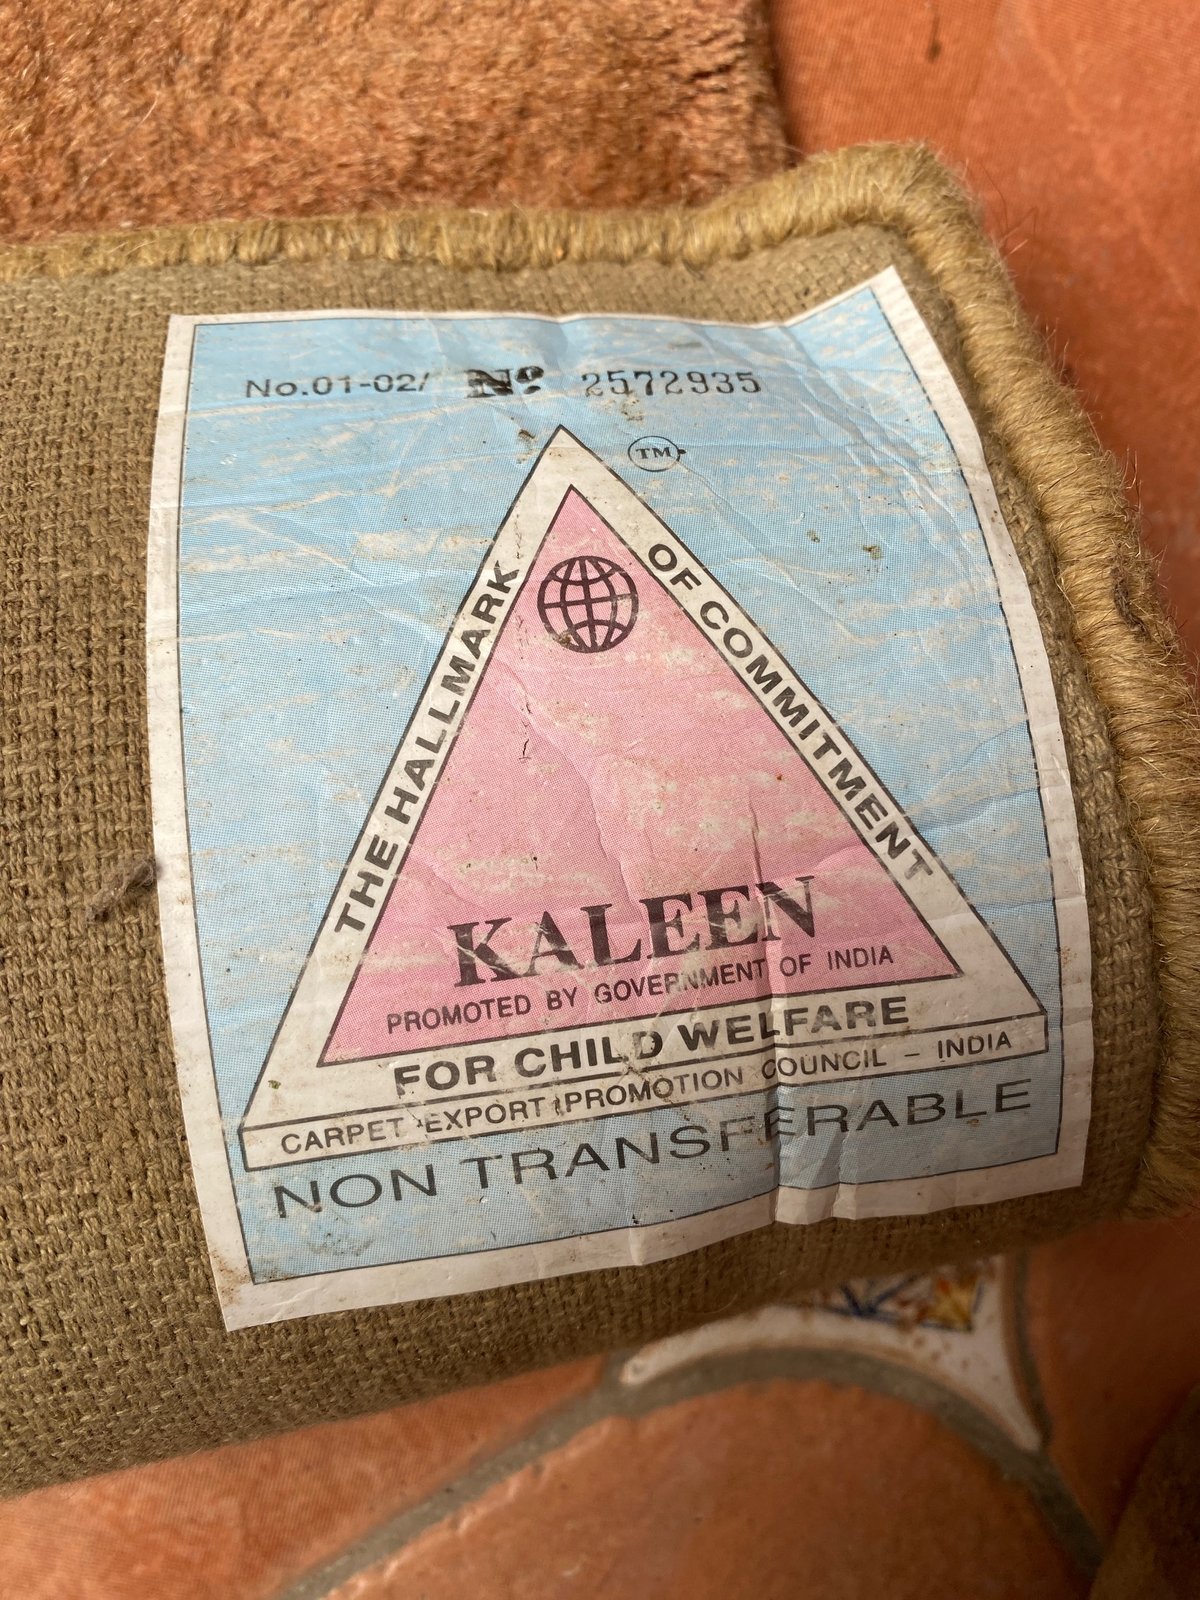 No.01-02/ Nº 2572935
TM
THE HALLMARK
OF COMMITMENT
KALEEN
PROMOTED BY GOVERNMENT OF INDIA
FOR CHILD WELFARE
CARPET EXPORT PROMOTION COUNCIL – INDIA
NON TRANSFERABLE